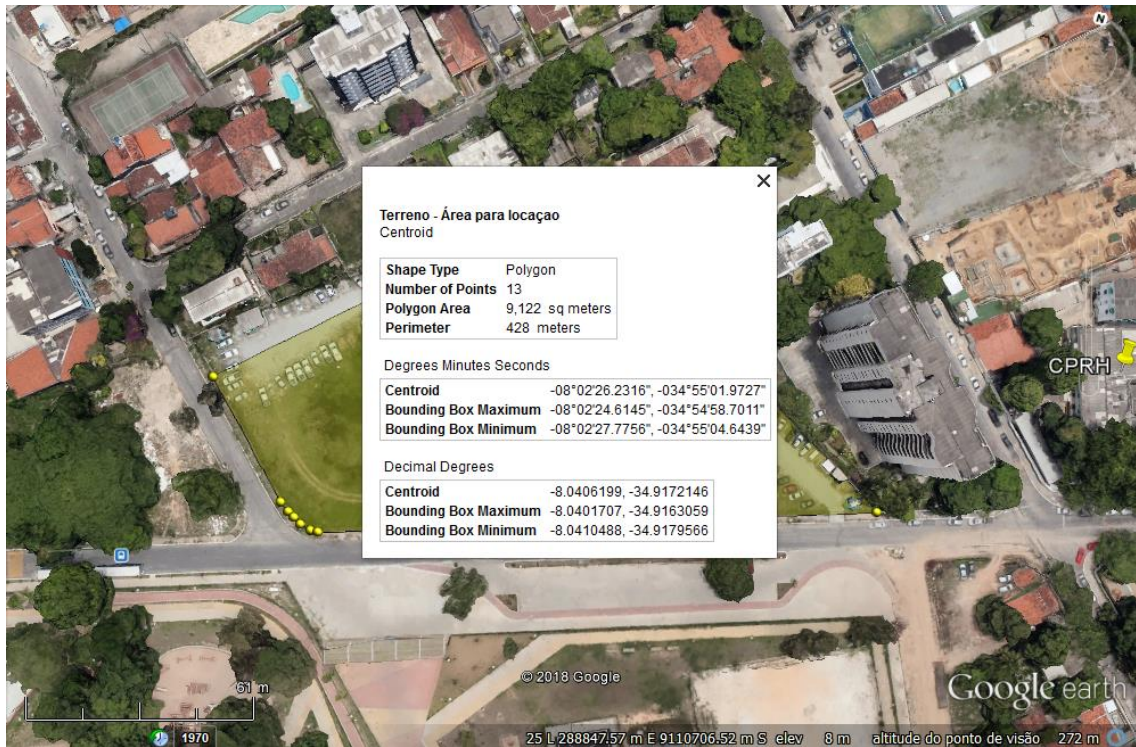 N
×
Terreno - Área para locaçao
Centroid
Shape Type Polygon
Number of Points 13
Polygon Area 9,122 sq meters
Perimeter 428 meters
Degrees Minutes Seconds
Centroid -08°02'26.2316", -034°55'01.9727"
Bounding Box Maximum -08°02'24.6145", -034°54'58.7011"
Bounding Box Minimum -08°02'27.7756", -034°55'04.6439"
Decimal Degrees
Centroid -8.0406199, -34.9172146
Bounding Box Maximum -8.0401707, -34.9163059
Bounding Box Minimum -8.0410488, -34.9179566
CPRH
© 2018 Google
61 m
Google earth
1970
25 L 288847.57 m E 9110706.52 m S elev 8 m altitude do ponto de visão 272 m